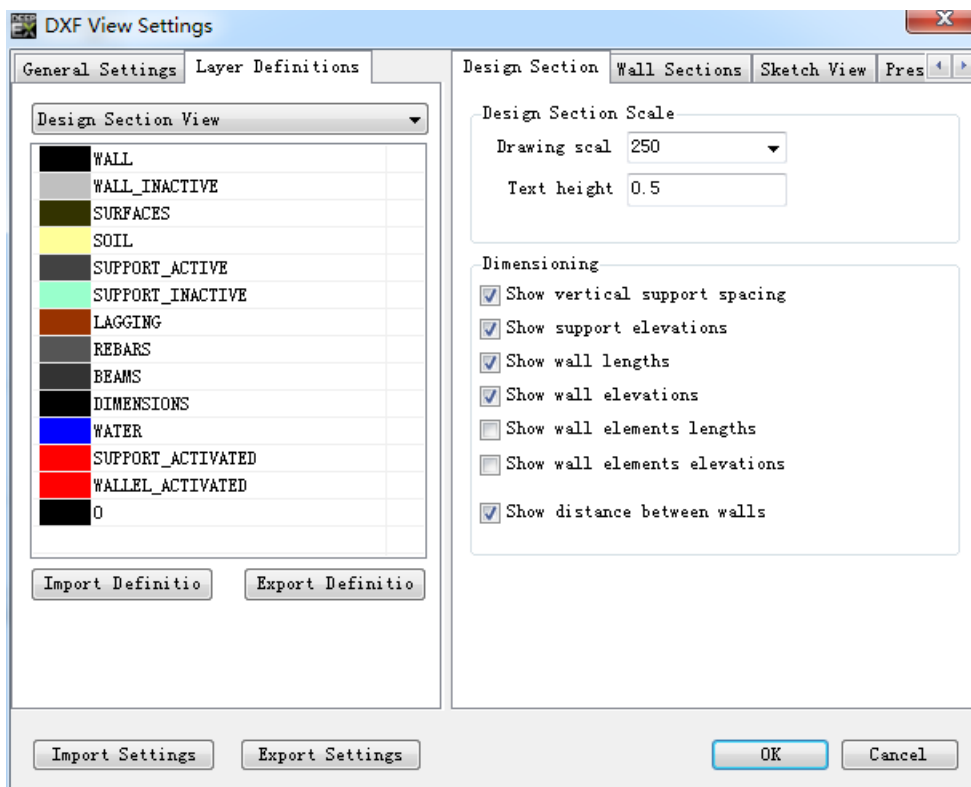 DEEP EX DXF View Settings
X
General Settings
Layer Definitions
Design Section View
WALL
WALL_INACTIVE
SURFACES
SOIL
SUPPORT_ACTIVE
SUPPORT_INACTIVE
LAGGING
REBARS
BEAMS
DIMENSIONS
WATER
SUPPORT_ACTIVATED
WALLEL_ACTIVATED
0
Import Definitio
Export Definitio
Import Settings
Export Settings
Design Section
Wall Sections
Sketch View
Pres
Design Section Scale
Drawing scal 250
Text height 0.5
Dimensioning
Show vertical support spacing
Show support elevations
Show wall lengths
Show wall elevations
Show wall elements lengths
Show wall elements elevations
Show distance between walls
OK
Cancel